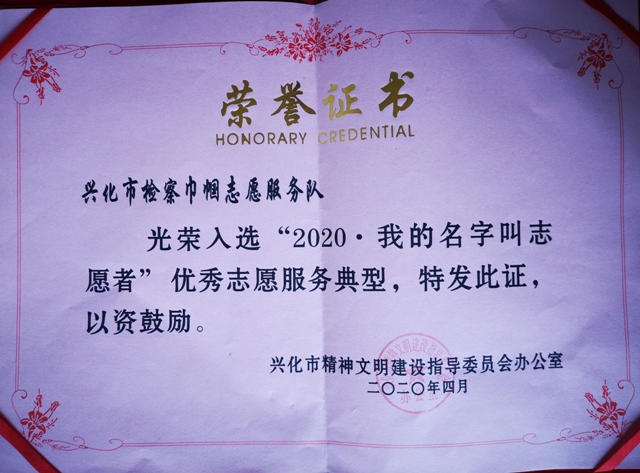 荣誉证书
HONORARY CREDENTIAL
兴化市检察巾帼志愿服务队
光荣入选“2020·我的名字叫志
愿者”优秀志愿服务典型，特发此证，
以资鼓励。
兴化市精神文明建设指导委员会办公室
二〇二〇年四月